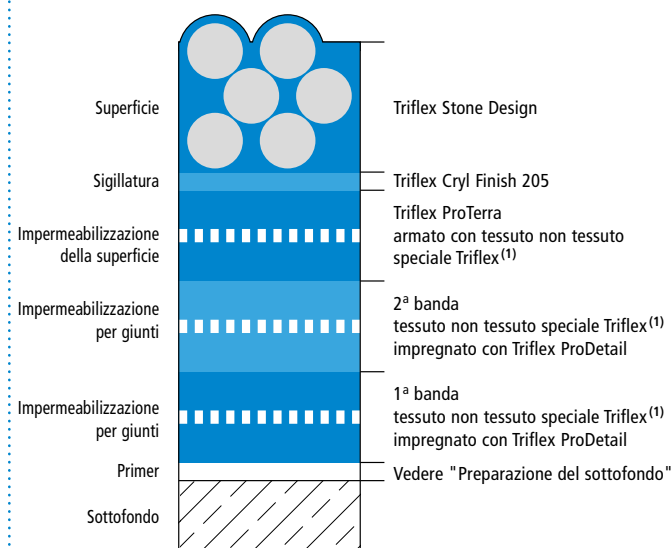 Superficie
Triflex Stone Design
Sigillatura
Triflex Cryl Finish 205
Impermeabilizzazione
della superficie
Triflex ProTerra
armato con tessuto non tessuto
speciale Triflex(1)
Impermeabilizzazione
per giunti
2ª banda
tessuto non tessuto speciale Triflex(1)
impregnato con Triflex ProDetail
Impermeabilizzazione
per giunti
1ª banda
tessuto non tessuto speciale Triflex(1)
impregnato con Triflex ProDetail
Primer
Vedere "Preparazione del sottofondo"
Sottofondo